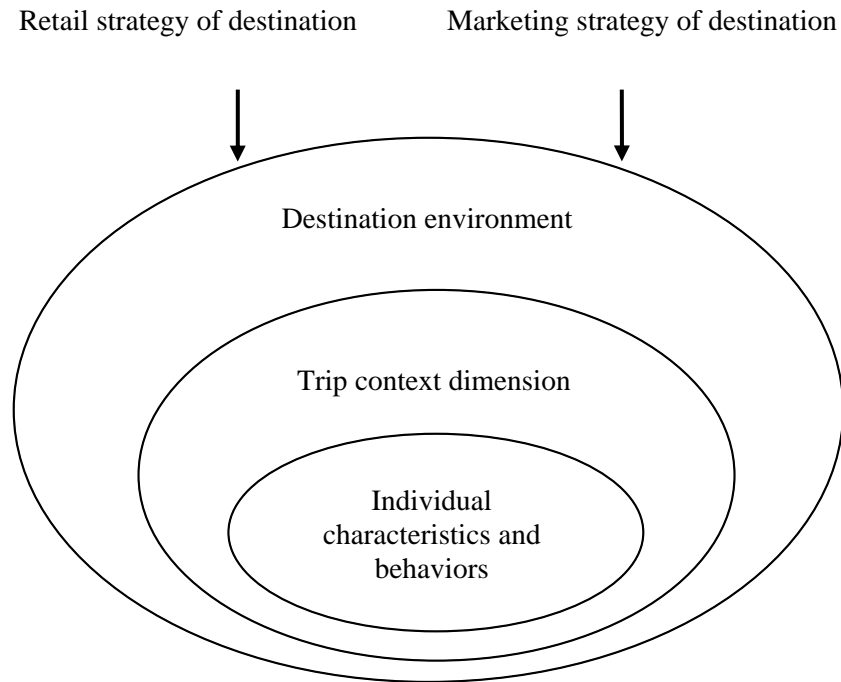 Retail strategy of destination
Marketing strategy of destination
Destination environment
Trip context dimension
Individual
characteristics and
behaviors